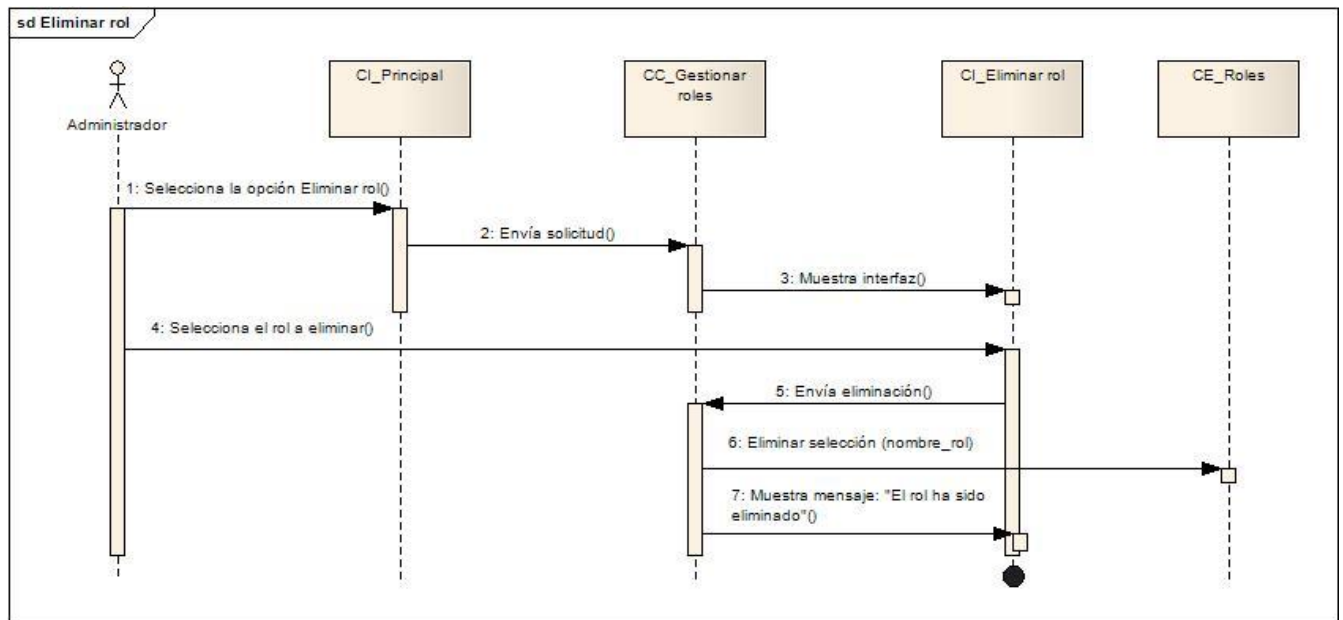 sd Eliminar rol
Administrador
CI_Principal
CC_Gestionar
roles
CI_Eliminar rol
CE_Roles
1: Selecciona la opción Eliminar rol()
2: Envía solicitud()
3: Muestra interfaz()
4: Selecciona el rol a eliminar()
5: Envía eliminación()
6: Eliminar selección (nombre_rol)
7: Muestra mensaje: "El rol ha sido
eliminado"()